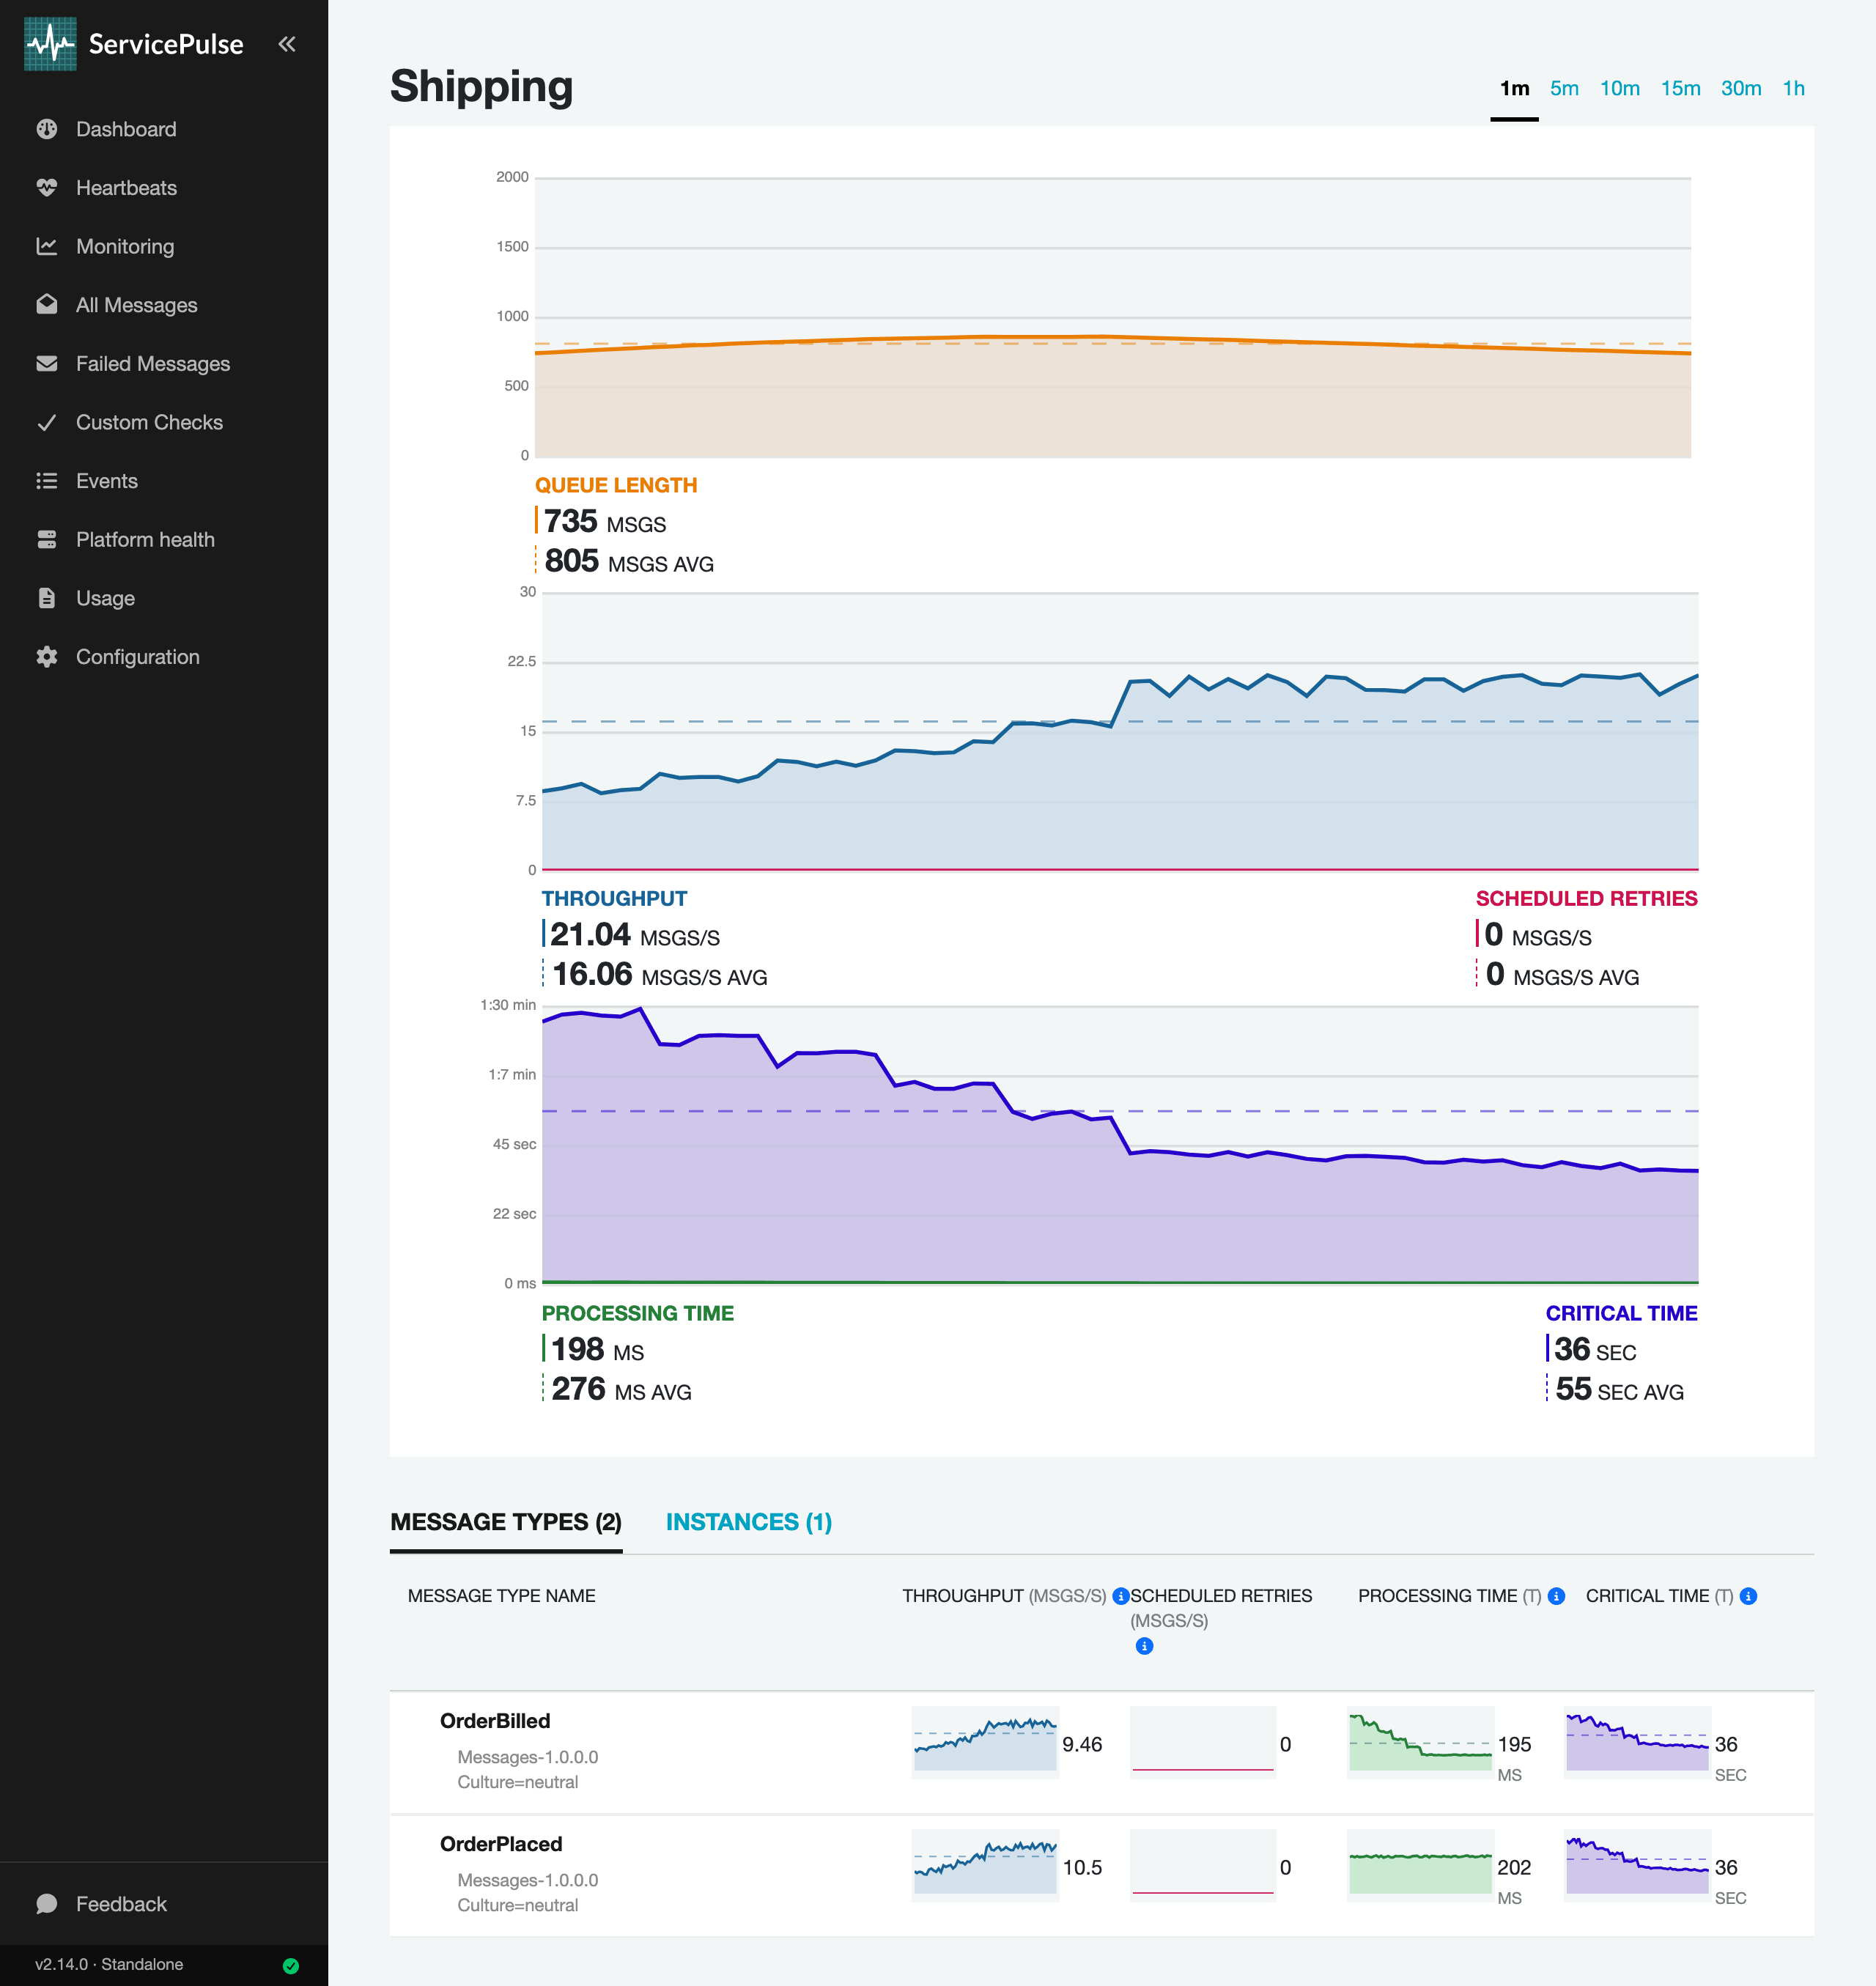 ServicePulse
Dashboard
Heartbeats
Monitoring
All Messages
Failed Messages
Custom Checks
Events
Platform health
Usage
Configuration
Feedback
v2.14.0 · Standalone
Shipping
1m 5m 10m 15m 30m 1h
2000
1500
1000
500
0
QUEUE LENGTH
735 MSGS
805 MSGS AVG
30
22.5
15
7.5
0
THROUGHPUT
21.04 MSGS/S
16.06 MSGS/S AVG
SCHEDULED RETRIES
0 MSGS/S
0 MSGS/S AVG
1:30 min
1:7 min
45 sec
22 sec
0 ms
PROCESSING TIME
198 MS
276 MS AVG
CRITICAL TIME
36 SEC
55 SEC AVG
MESSAGE TYPES (2) INSTANCES (1)
MESSAGE TYPE NAME THROUGHPUT (MSGS/S) SCHEDULED RETRIES PROCESSING TIME (T) CRITICAL TIME (T)
(MSGS/S)
OrderBilled
Messages-1.0.0.0
Culture=neutral
9.46 0 195 36
MS SEC
OrderPlaced
Messages-1.0.0.0
Culture=neutral
10.5 0 202 36
MS SEC